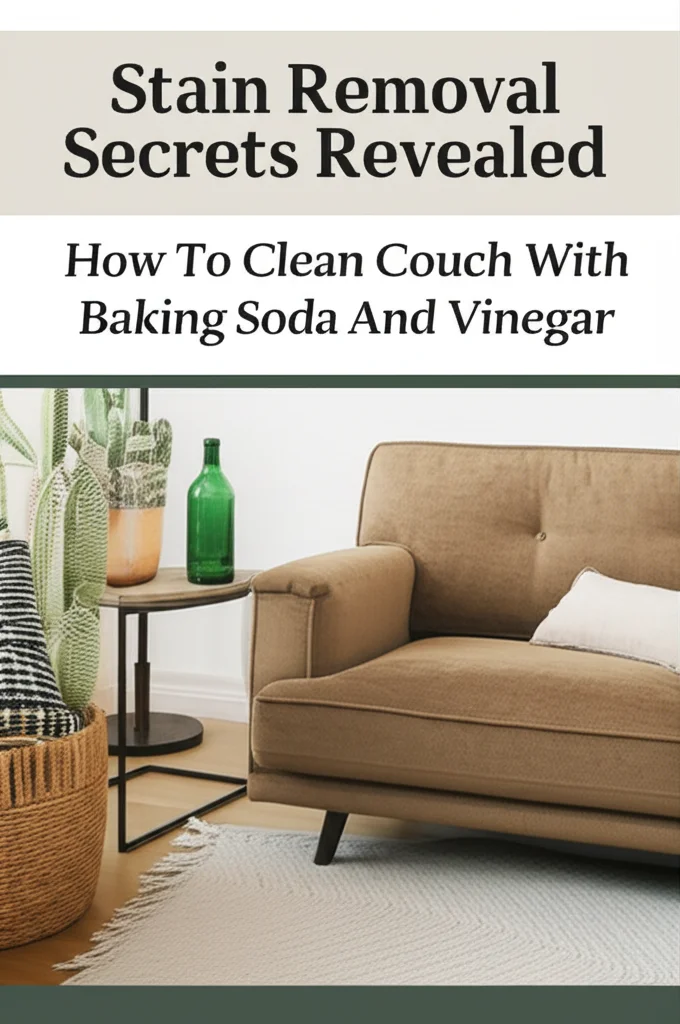 Stain Removal
Secrets Revealed
How To Clean Couch With
Baking Soda And Vinegar